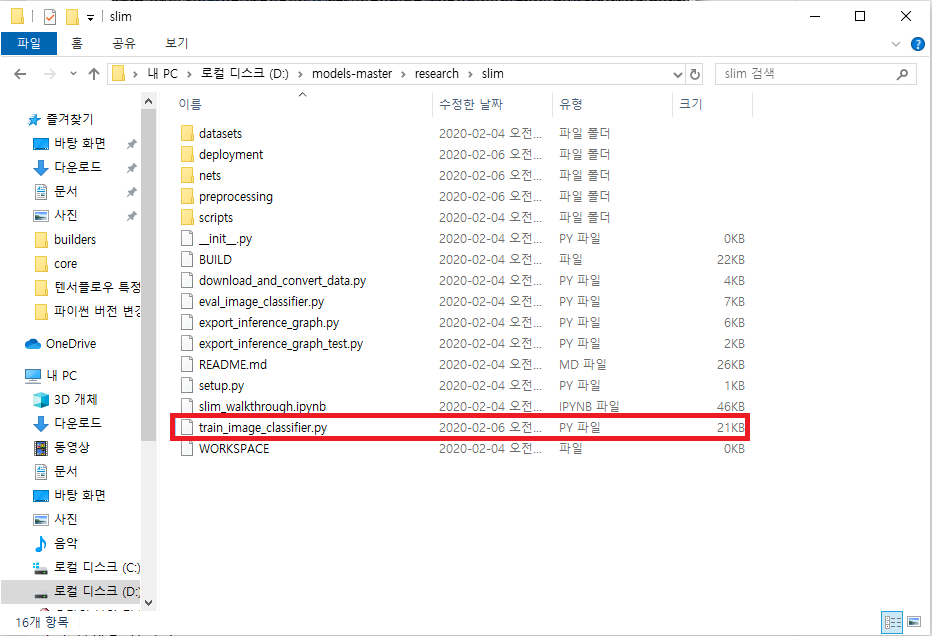 slim
파일 홈 공유 보기
내 PC 로컬 디스크 (D:) models-master research slim
slim 검색
이름 수정한 날짜 유형 크기
즐겨찾기
바탕 화면
다운로드
문서
사진
builders
core
텐서플로우 특정
파이썬 버전 변경
OneDrive
내 PC
3D 개체
다운로드
동영상
문서
바탕 화면
사진
음악
로컬 디스크 (C:)
로컬 디스크 (D:)
datasets 2020-02-04 오전... 파일 폴더
deployment 2020-02-06 오전... 파일 폴더
nets 2020-02-06 오전... 파일 폴더
preprocessing 2020-02-06 오전... 파일 폴더
scripts 2020-02-04 오전... 파일 폴더
__init__.py 2020-02-04 오전... PY 파일 0KB
BUILD 2020-02-04 오전... 파일 22KB
download_and_convert_data.py 2020-02-04 오전... PY 파일 4KB
eval_image_classifier.py 2020-02-04 오전... PY 파일 7KB
export_inference_graph.py 2020-02-04 오전... PY 파일 6KB
export_inference_graph_test.py 2020-02-04 오전... PY 파일 2KB
README.md 2020-02-04 오전... MD 파일 26KB
setup.py 2020-02-04 오전... PY 파일 1KB
slim_walkthrough.ipynb 2020-02-04 오전... IPYNB 파일 46KB
train_image_classifier.py 2020-02-06 오전... PY 파일 21KB
WORKSPACE 2020-02-04 오전... 파일 0KB
16개 항목